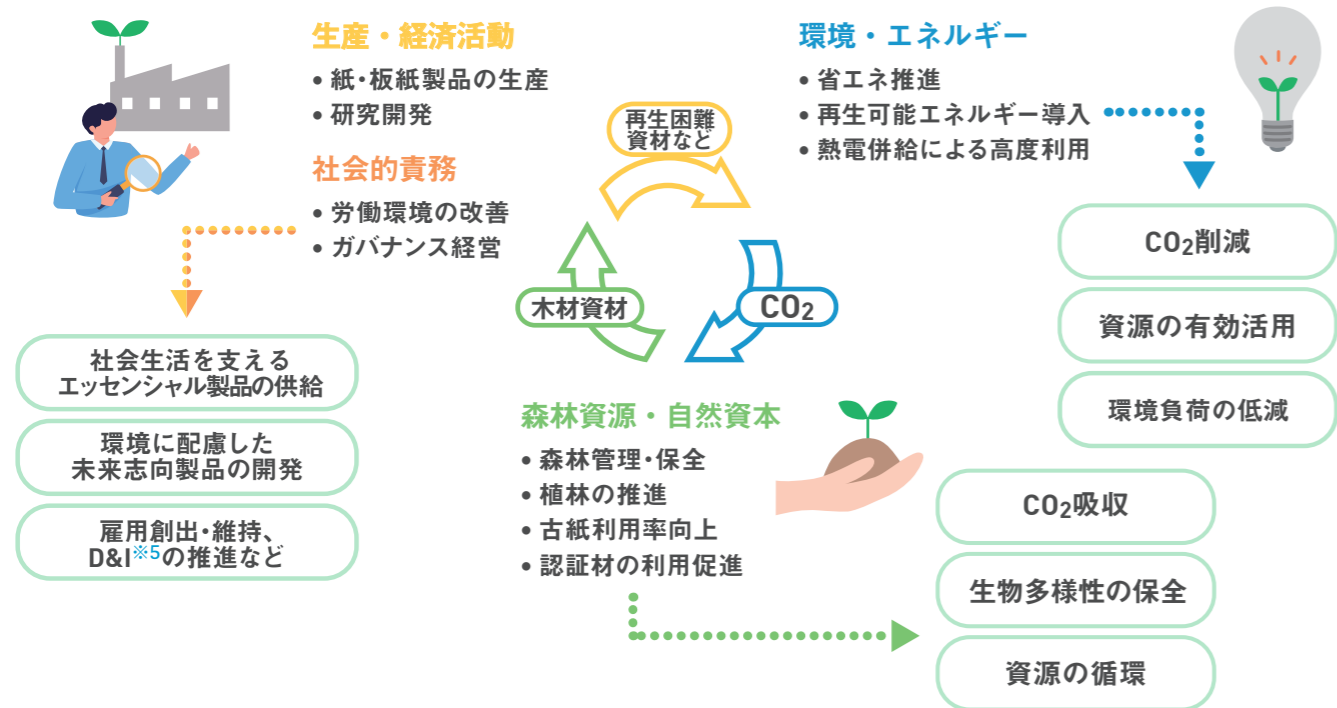 生産・経済活動
• 紙・板紙製品の生産
• 研究開発
社会的責務
• 労働環境の改善
• ガバナンス経営
社会生活を支える
エッセンシャル製品の供給
環境に配慮した
未来志向製品の開発
雇用創出・維持、
D&I※5の推進など
再生困難
資材など
木材資材
CO2
環境・エネルギー
• 省エネ推進
• 再生可能エネルギー導入
• 熱電併給による高度利用
CO2削減
資源の有効活用
環境負荷の低減
森林資源・自然資本
• 森林管理・保全
• 植林の推進
• 古紙利用率向上
• 認証材の利用促進
CO2吸収
生物多様性の保全
資源の循環